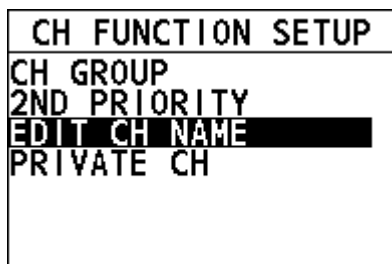 CH FUNCTION SETUP
CH GROUP
2ND PRIORITY
EDIT CH NAME
PRIVATE CH